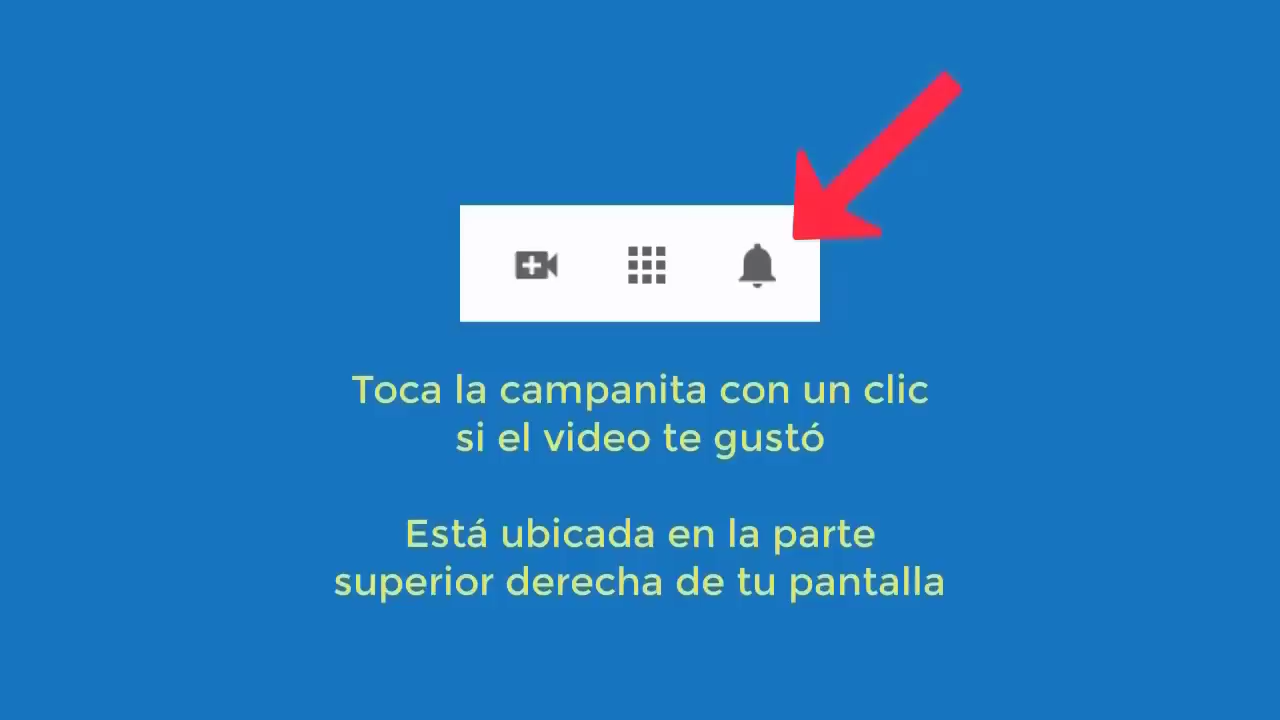 Toca la campanita con un clic
si el video te gustó
Está ubicada en la parte
superior derecha de tu pantalla